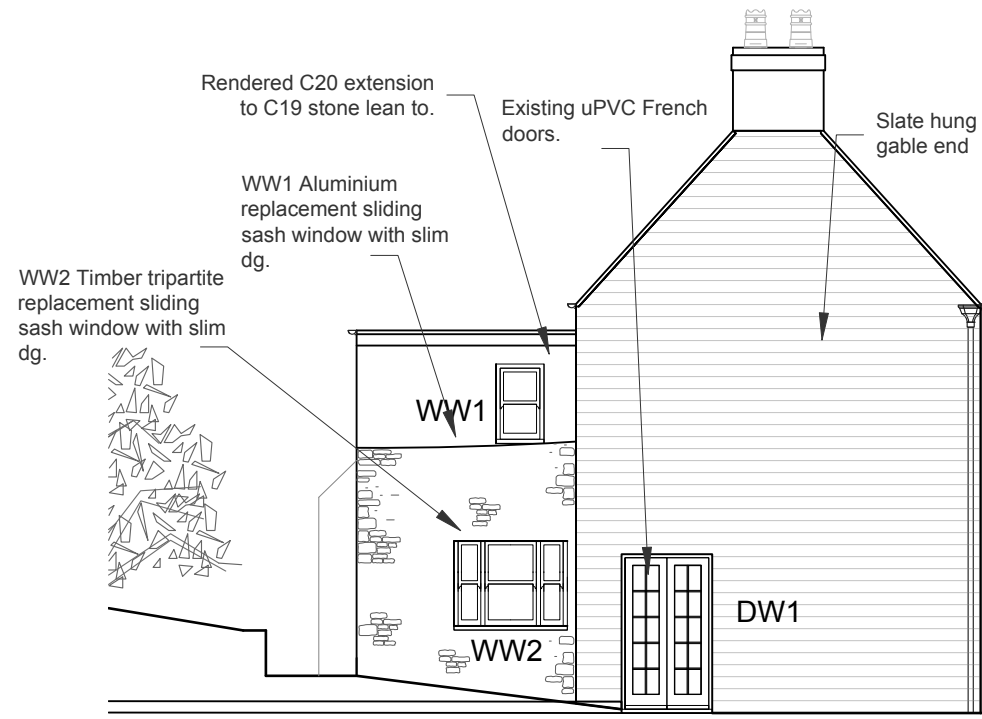 Rendered C20 extension
to C19 stone lean to.
Existing uPVC French
doors.
Slate hung
gable end
WW1 Aluminium
replacement sliding
sash window with slim
dg.
WW2 Timber tripartite
replacement sliding
sash window with slim
dg.
WW1
WW2
DW1